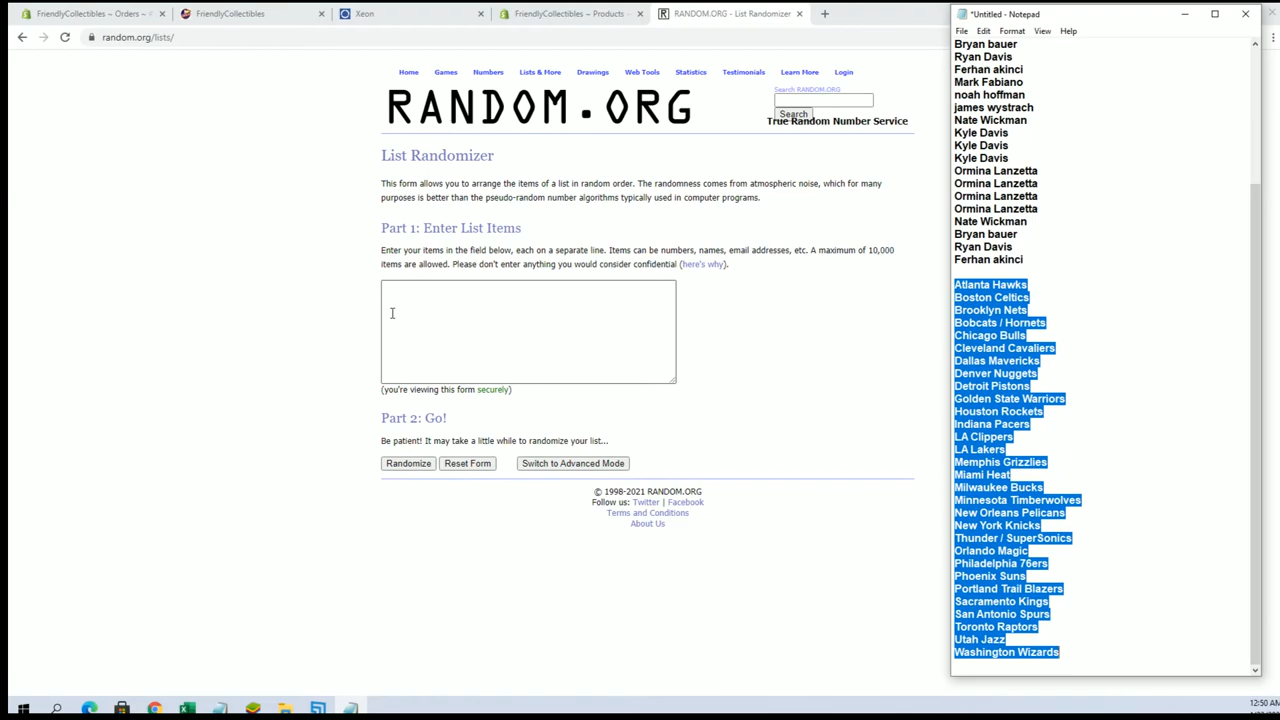 FriendlyCollectibles ~ Orders ~ F
FriendlyCollectibles
Xeon
FriendlyCollectibles ~ Products ~
RANDOM.ORG - List Randomizer
random.org/lists/
Home Games Numbers Lists & More Drawings Web Tools Statistics Testimonials Learn More Login
RANDOM.ORG
Search RANDOM.ORG
Search
True Random Number Service
List Randomizer
This form allows you to arrange the items of a list in random order. The randomness comes from atmospheric noise, which for many
purposes is better than the pseudo-random number algorithms typically used in computer programs.
Part 1: Enter List Items
Enter your items in the field below, each on a separate line. Items can be numbers, names, email addresses, etc. A maximum of 10,000
items are allowed. Please don't enter anything you would consider confidential (here's why).
(you're viewing this form securely)
Part 2: Go!
Be patient! It may take a little while to randomize your list...
Randomize Reset Form Switch to Advanced Mode
© 1998-2021 RANDOM.ORG
Follow us: Twitter | Facebook
Terms and Conditions
About Us
*Untitled - Notepad
File Edit Format View Help
Bryan bauer
Ryan Davis
Ferhan akinci
Mark Fabiano
noah hoffman
james wystrach
Nate Wickman
Kyle Davis
Kyle Davis
Kyle Davis
Ormina Lanzetta
Ormina Lanzetta
Ormina Lanzetta
Ormina Lanzetta
Nate Wickman
Bryan bauer
Ryan Davis
Ferhan akinci
Atlanta Hawks
Boston Celtics
Brooklyn Nets
Bobcats / Hornets
Chicago Bulls
Cleveland Cavaliers
Dallas Mavericks
Denver Nuggets
Detroit Pistons
Golden State Warriors
Houston Rockets
Indiana Pacers
LA Clippers
LA Lakers
Memphis Grizzlies
Miami Heat
Milwaukee Bucks
Minnesota Timberwolves
New Orleans Pelicans
New York Knicks
Thunder / SuperSonics
Orlando Magic
Philadelphia 76ers
Phoenix Suns
Portland Trail Blazers
Sacramento Kings
San Antonio Spurs
Toronto Raptors
Utah Jazz
Washington Wizards
12:50 AM